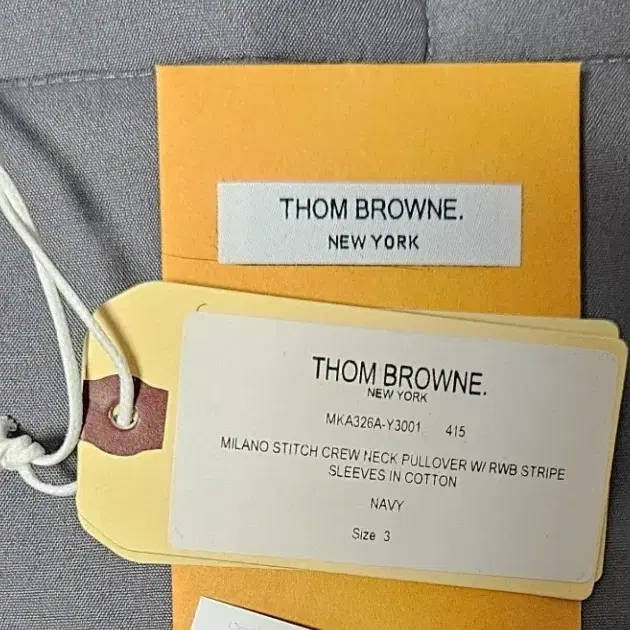 THOM BROWNE.
NEW YORK
THOM BROWNE.
NEW YORK
MKA326A-Y3001 415
MILANO STITCH CREW NECK PULLOVER W/ RWB STRIPE
SLEEVES IN COTTON
NAVY
Size 3